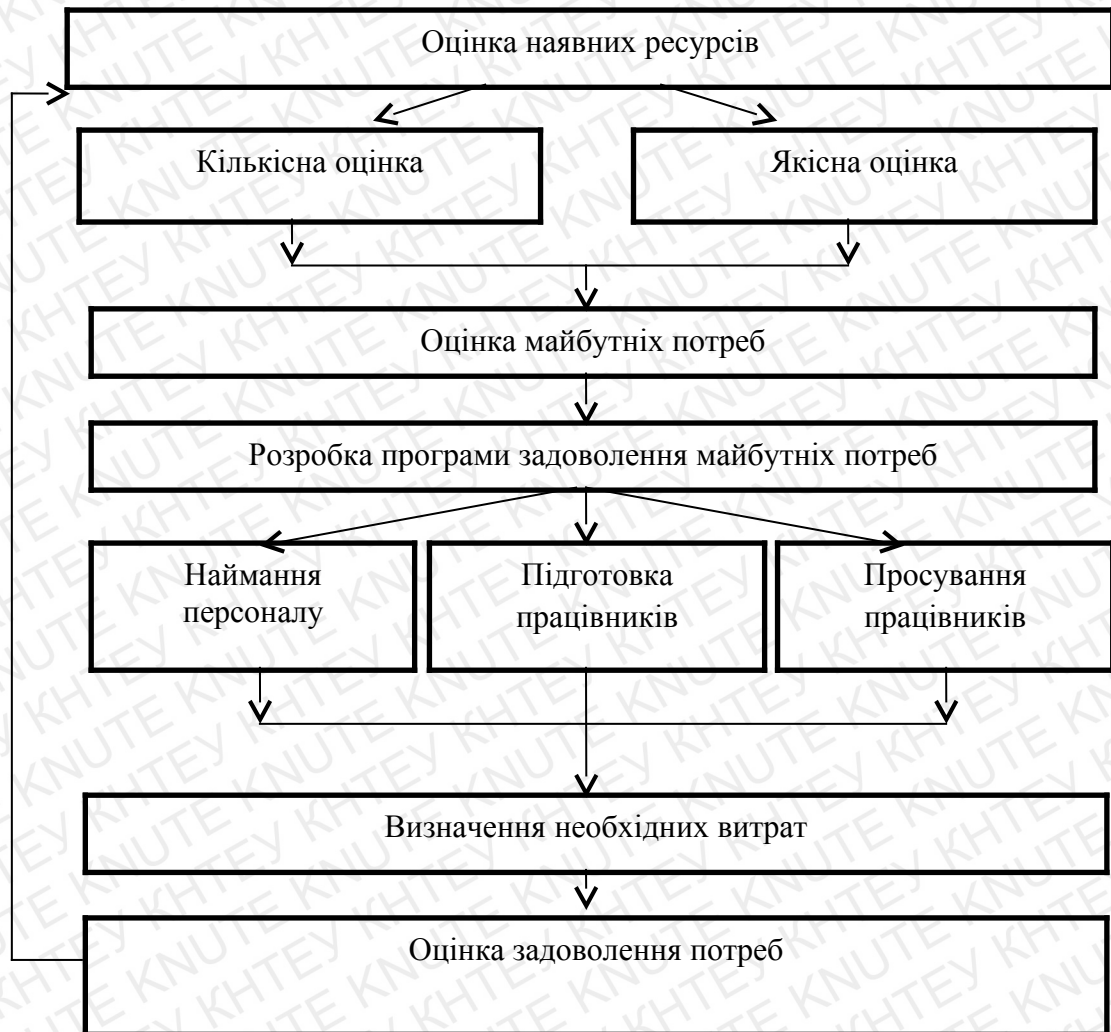 Оцінка наявних ресурсів
Кількісна оцінка
Якісна оцінка
Оцінка майбутніх потреб
Розробка програми задоволення майбутніх потреб
Наймання
персоналу
Підготовка
працівників
Просування
працівників
Визначення необхідних витрат
Оцінка задоволення потреб